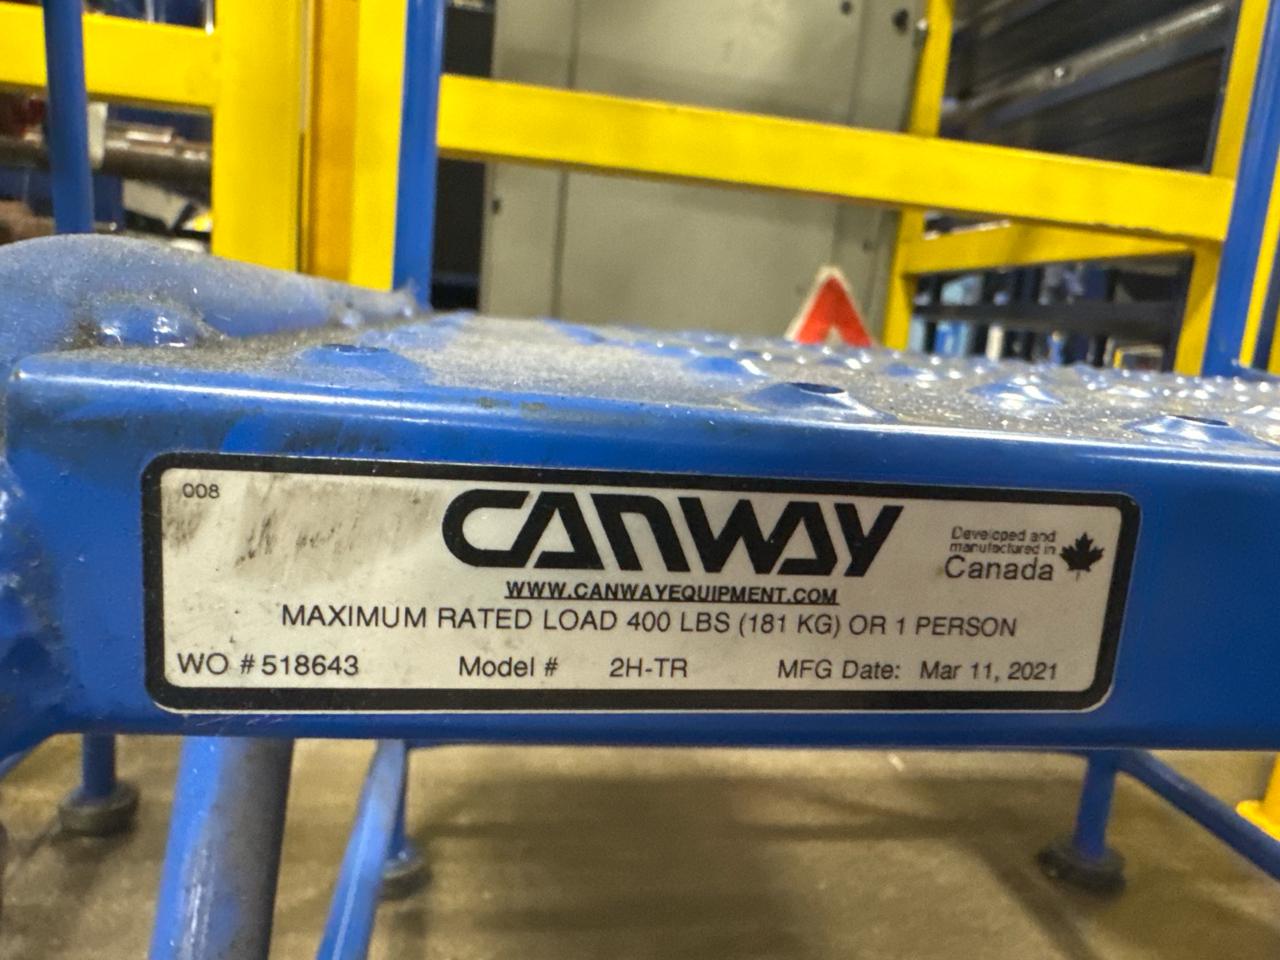 008
CANWAY
Developed and
manufactured in
Canada
WWW.CANWAYEQUIPMENT.COM
MAXIMUM RATED LOAD 400 LBS (181 KG) OR 1 PERSON
WO # 518643 Model # 2H-TR MFG Date: Mar 11, 2021